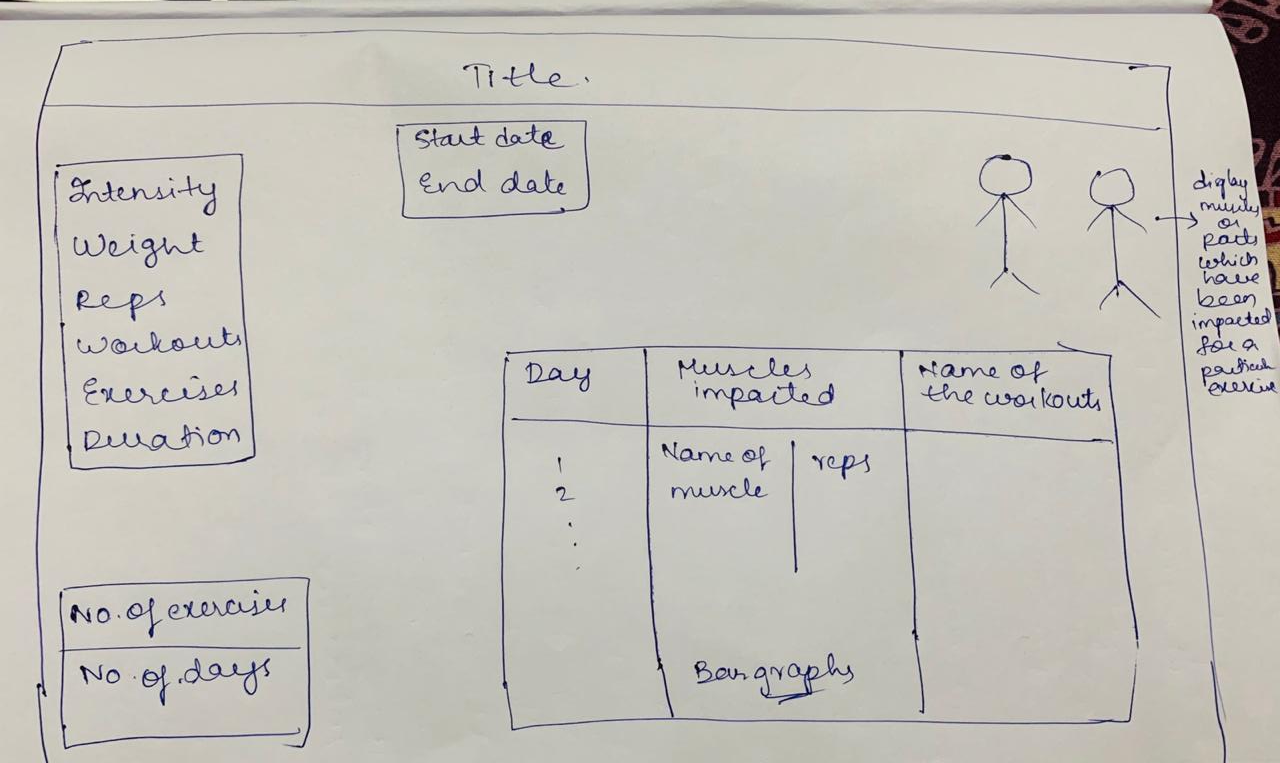 Title.
Start date
End date
Intensity
Weight
Reps
Workouts
Exercises
Duration
display
muscles
or
parts
which
have
been
impacted
for a
particular
exercise
Day
Muscles
impacted
Name of
the workouts
1
2
Name of
muscle
reps
Bar graphs
No. of exercises
No. of days